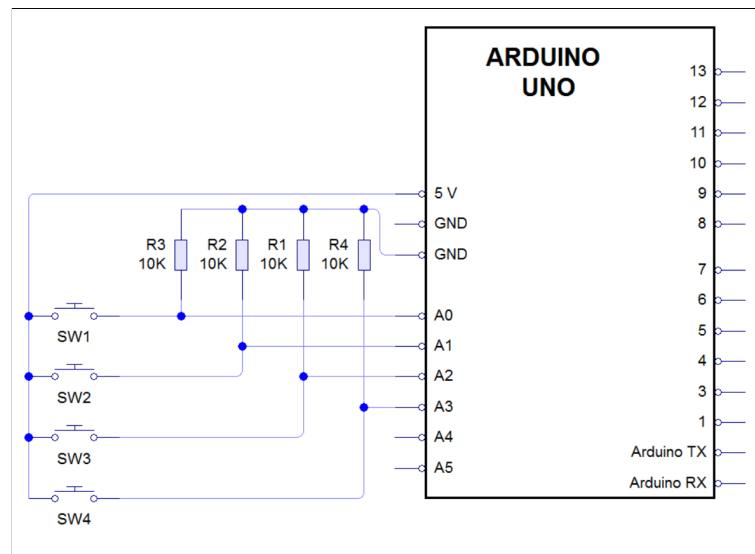 ARDUINO
UNO
13
12
11
10
5 V
9
GND
8
R3 R2 R1 R4
10K 10K 10K 10K
GND
7
6
A0
5
SW1
A1
4
A2
3
SW2
A3
1
A4
Arduino TX
SW3
A5
Arduino RX
SW4